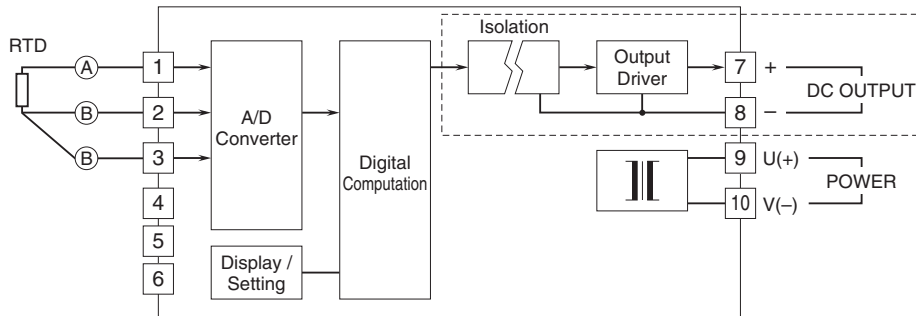 RTD
A
B
B
1
2
3
4
5
6
A/D
Converter
Display /
Setting
Digital
Computation
Isolation
Output
Driver
7
+
8
–
DC OUTPUT
9
U(+)
10
V(–)
POWER